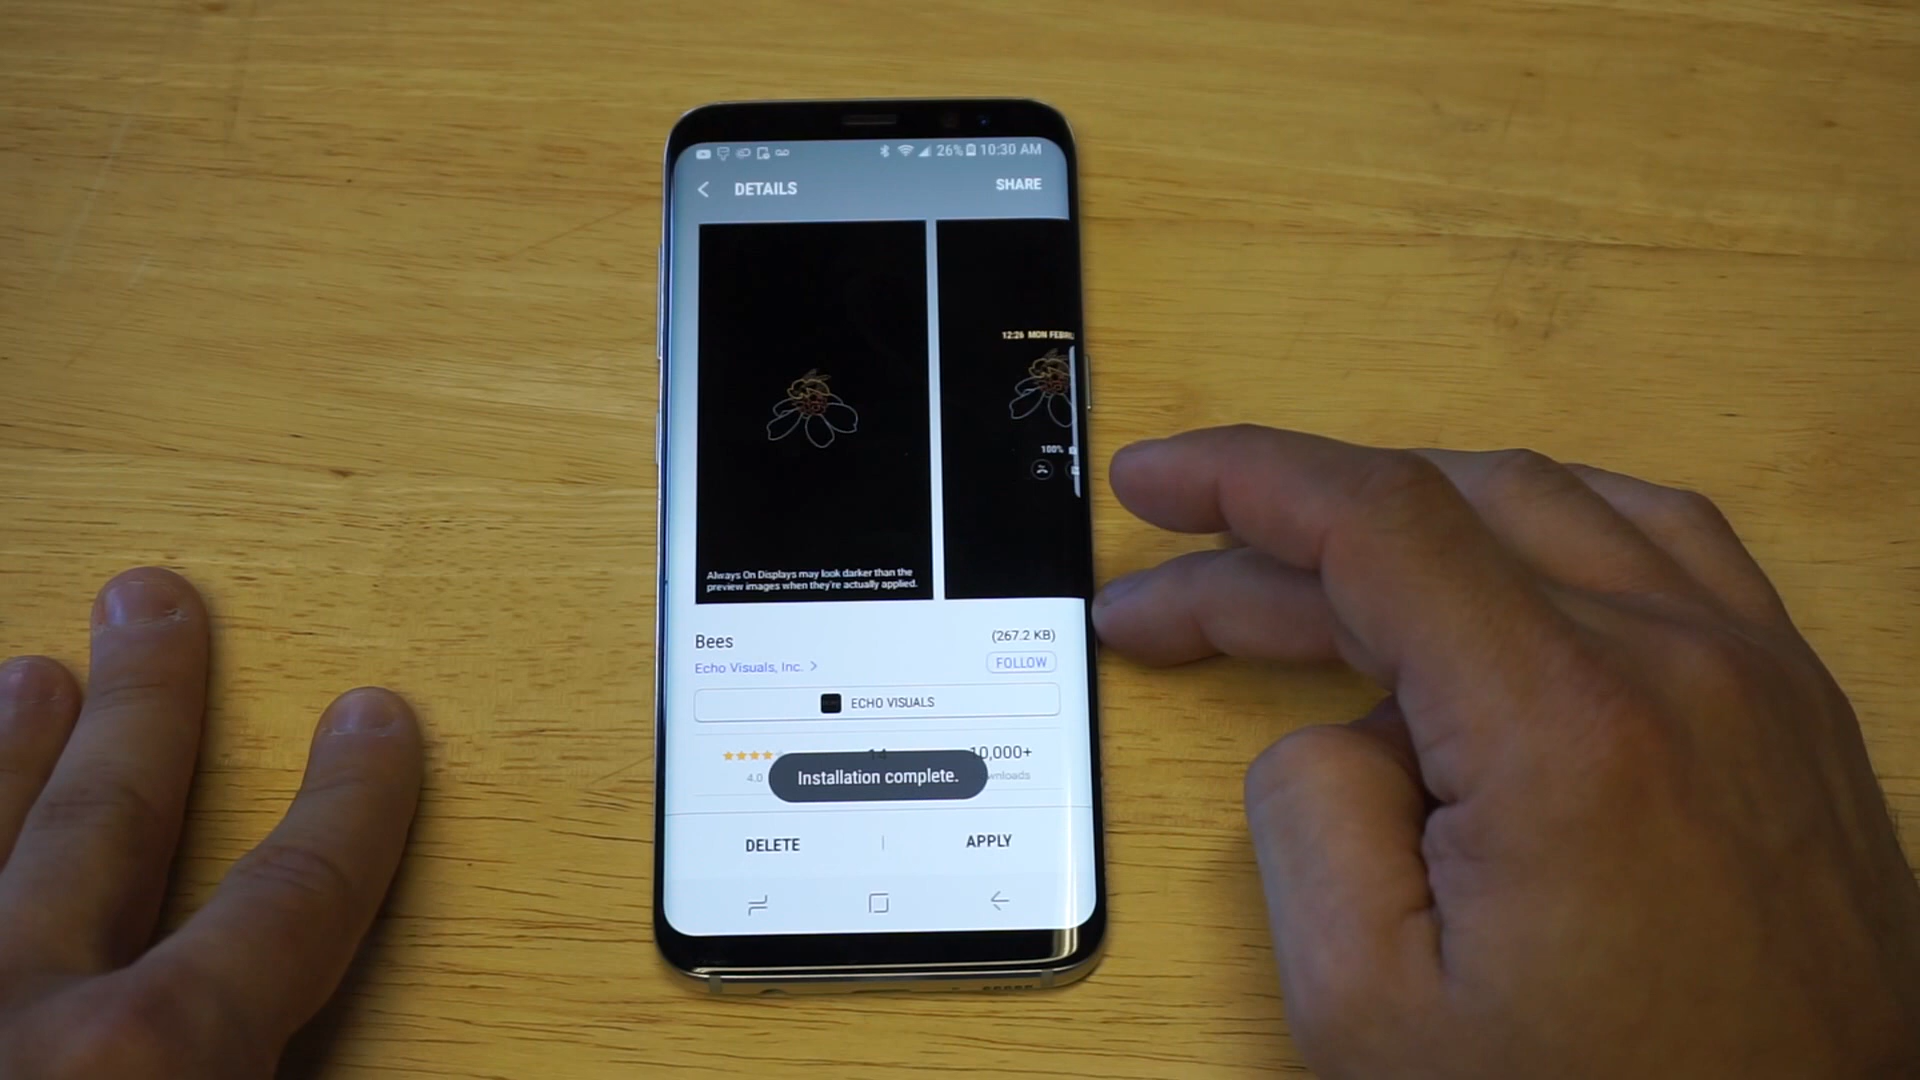 26% 10:30 AM
DETAILS
SHARE
12:26 MON
100%
Always On Displays may look darker than the
preview images when they're actually applied.
Bees
(267.2 KB)
Echo Visuals, Inc. >
FOLLOW
ECHO VISUALS
14
10,000+
4.0
Installation complete.
DELETE | APPLY